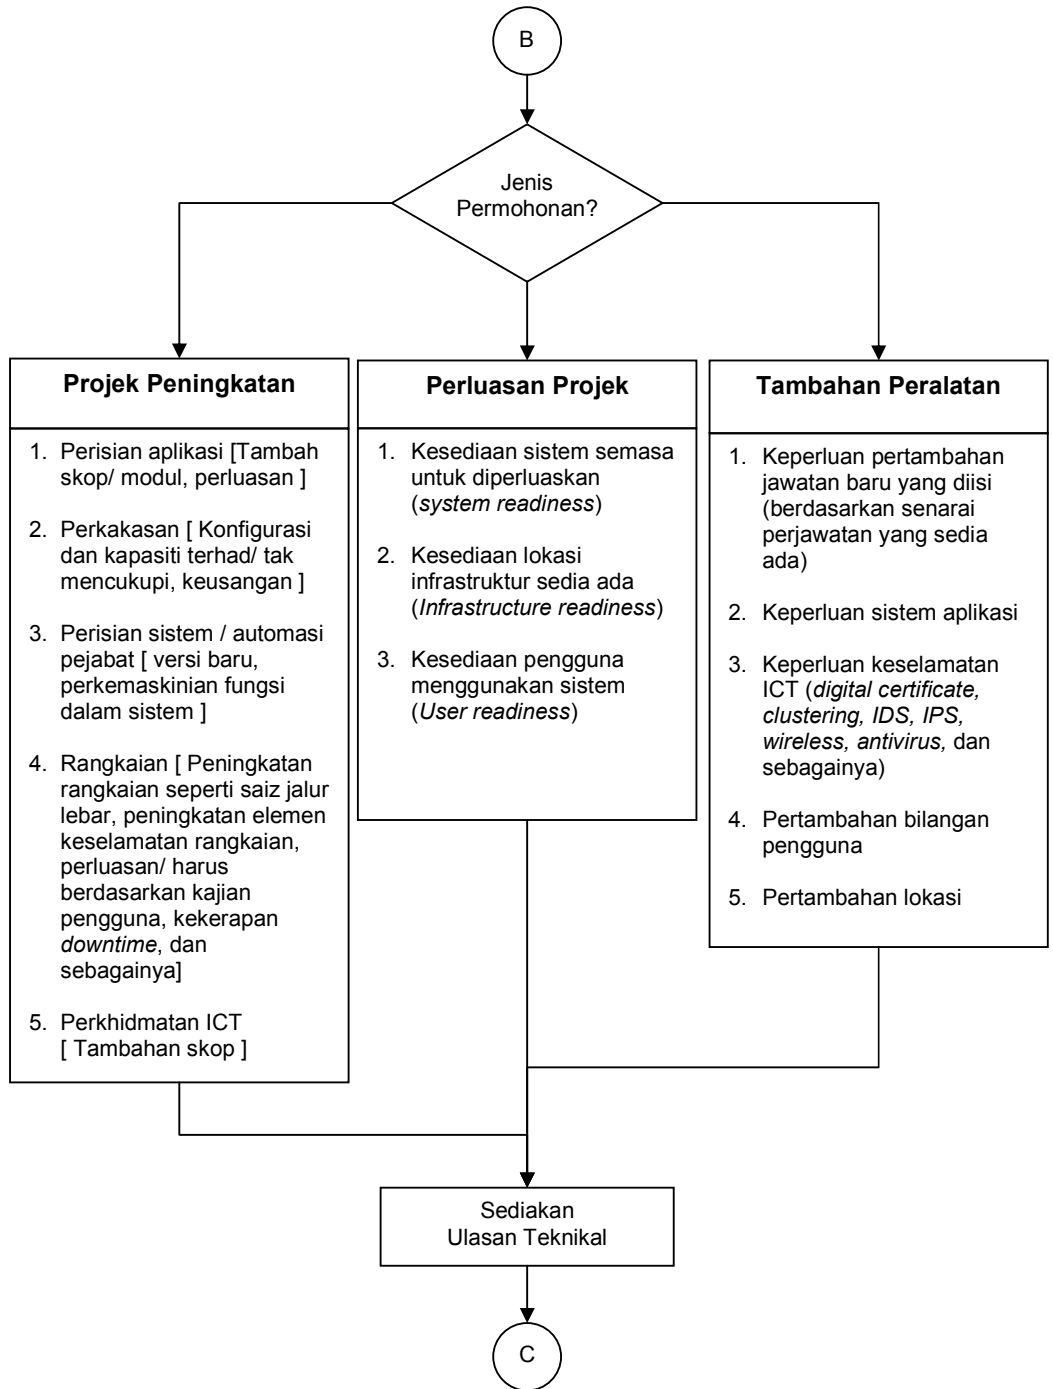 B
Jenis
Permohonan?
Projek Peningkatan
1. Perisian aplikasi [Tambah
skop/ modul, perluasan ]
2. Perkakasan [ Konfigurasi
dan kapasiti terhad/ tak
mencukupi, keusangan ]
3. Perisian sistem / automasi
pejabat [ versi baru,
perkemaskinian fungsi
dalam sistem ]
4. Rangkaian [ Peningkatan
rangkaian seperti saiz jalur
lebar, peningkatan elemen
keselamatan rangkaian,
perluasan/ harus
berdasarkan kajian
pengguna, kekerapan
downtime, dan
sebagainya]
5. Perkhidmatan ICT
[ Tambahan skop ]
Perluasan Projek
1. Kesediaan sistem semasa
untuk diperluaskan
(system readiness)
2. Kesediaan lokasi
infrastruktur sedia ada
(Infrastructure readiness)
3. Kesediaan pengguna
menggunakan sistem
(User readiness)
Tambahan Peralatan
1. Keperluan pertambahan
jawatan baru yang diisi
(berdasarkan senarai
perjawatan yang sedia
ada)
2. Keperluan sistem aplikasi
3. Keperluan keselamatan
ICT (digital certificate,
clustering, IDS, IPS,
wireless, antivirus, dan
sebagainya)
4. Pertambahan bilangan
pengguna
5. Pertambahan lokasi
Sediakan
Ulasan Teknikal
C